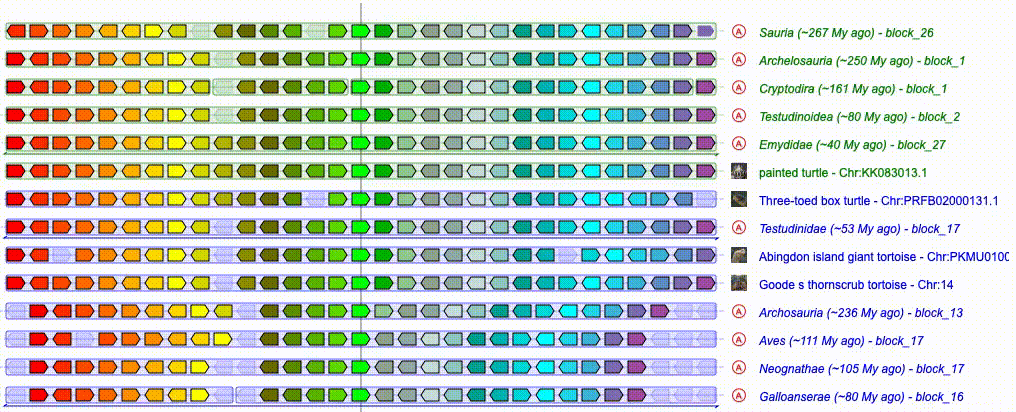 A Sauria (~267 My ago) - block_26
A Archelosauria (~250 My ago) - block_1
A Cryptodira (~161 My ago) - block_1
A Testudinoidea (~80 My ago) - block_2
A Emydidae (~40 My ago) - block_27
painted turtle - Chr:KK083013.1
Three-toed box turtle - Chr:PRFB02000131.1
A Testudinidae (~53 My ago) - block_17
Abingdon island giant tortoise - Chr:PKMU0100
Goode s thornscrub tortoise - Chr:14
A Archosauria (~236 My ago) - block_13
A Aves (~111 My ago) - block_17
A Neognathae (~105 My ago) - block_17
A Galloanserae (~80 My ago) - block_16